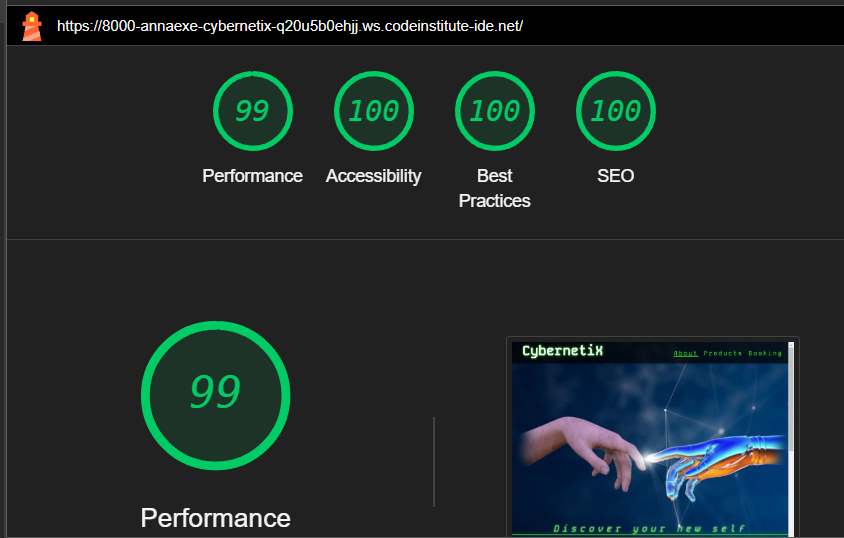 https://8000-annaexe-cybernetix-q20u5b0ehjj.ws.codeinstitute-ide.net/
99 100 100 100
Performance Accessibility Best Practices SEO
99
Performance
CybernetiX
About Products Booking
Discover your new self